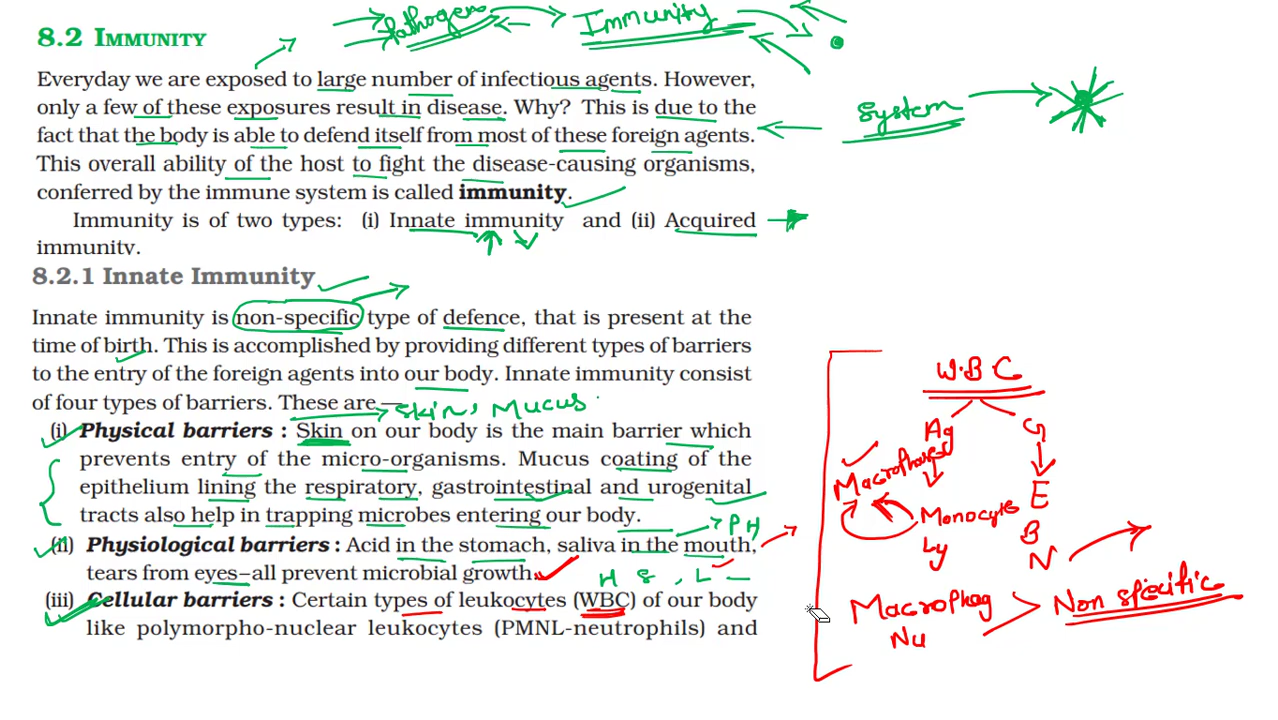 Pathogens Immunity
8.2 IMMUNITY
Everyday we are exposed to large number of infectious agents. However,
only a few of these exposures result in disease. Why? This is due to the
fact that the body is able to defend itself from most of these foreign agents.
This overall ability of the host to fight the disease-causing organisms,
conferred by the immune system is called immunity.
Immunity is of two types: (i) Innate immunity and (ii) Acquired
immunity.
System
8.2.1 Innate Immunity
Innate immunity is non-specific type of defence, that is present at the
time of birth. This is accomplished by providing different types of barriers
to the entry of the foreign agents into our body. Innate immunity consist
of four types of barriers. These are—
Skin, Mucus
(i) Physical barriers : Skin on our body is the main barrier which
prevents entry of the micro-organisms. Mucus coating of the
epithelium lining the respiratory, gastrointestinal and urogenital
tracts also help in trapping microbes entering our body.
PH
(ii) Physiological barriers : Acid in the stomach, saliva in the mouth,
tears from eyes–all prevent microbial growth.
H S, L –
(iii) Cellular barriers : Certain types of leukocytes (WBC) of our body
like polymorpho-nuclear leukocytes (PMNL-neutrophils) and
W.B.C
Ag G
Macrophages
Monocyte E
Ly B
N
Macrophag Non specific
Nu